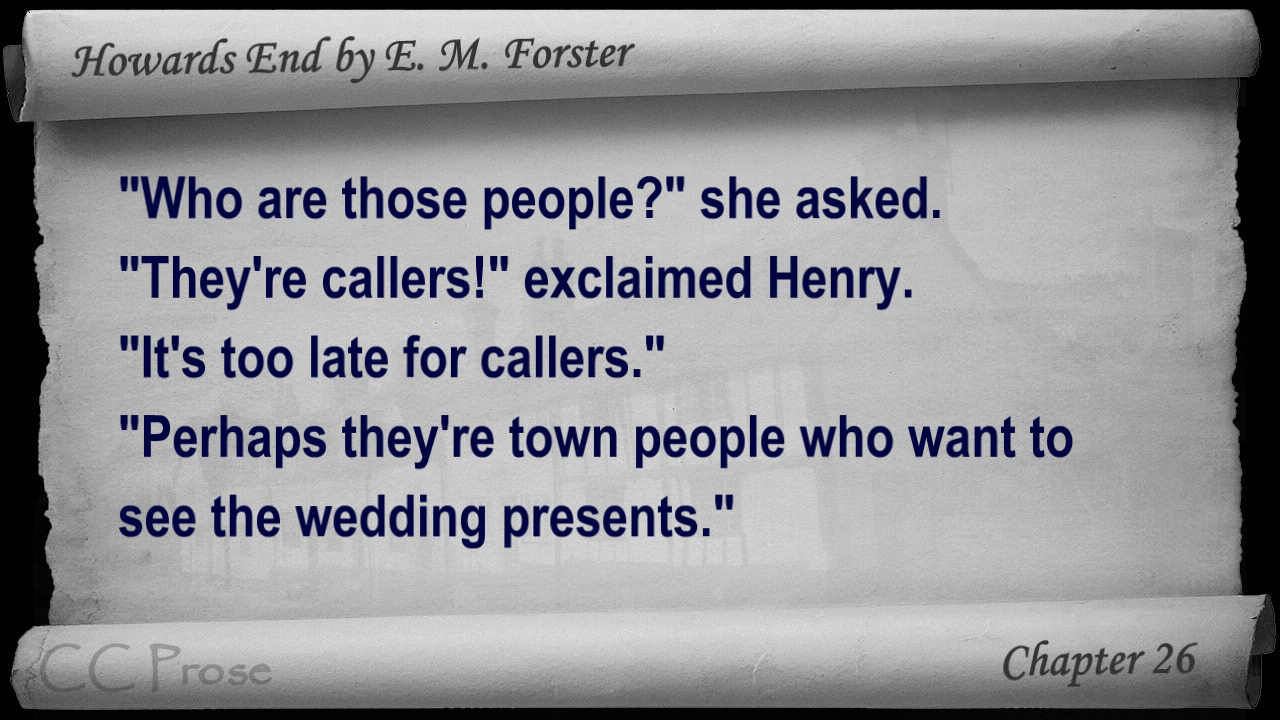 Howards End by E. M. Forster
"Who are those people?" she asked.
"They're callers!" exclaimed Henry.
"It's too late for callers."
"Perhaps they're town people who want to
see the wedding presents."
CC Prose
Chapter 26